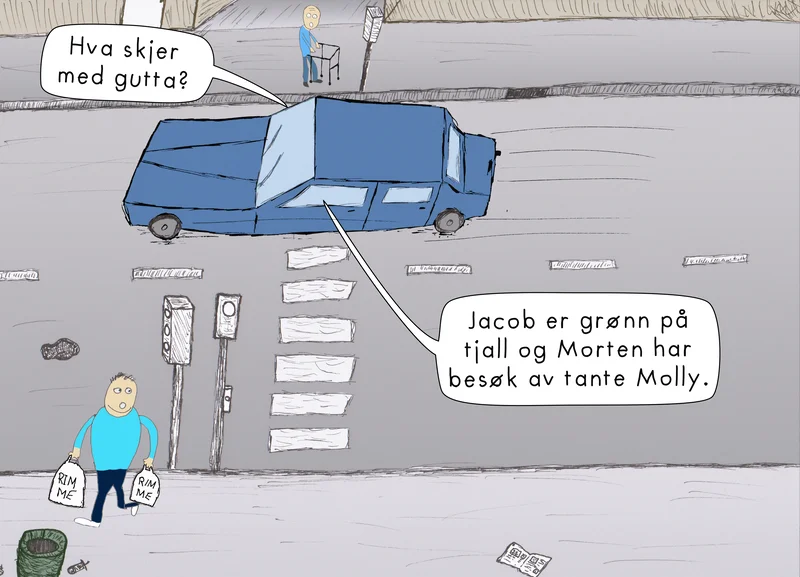 Hva skjer
med gutta?
Jacob er grønn på
tjall og Morten har
besøk av tante Molly.
RIM
ME
RIM
ME